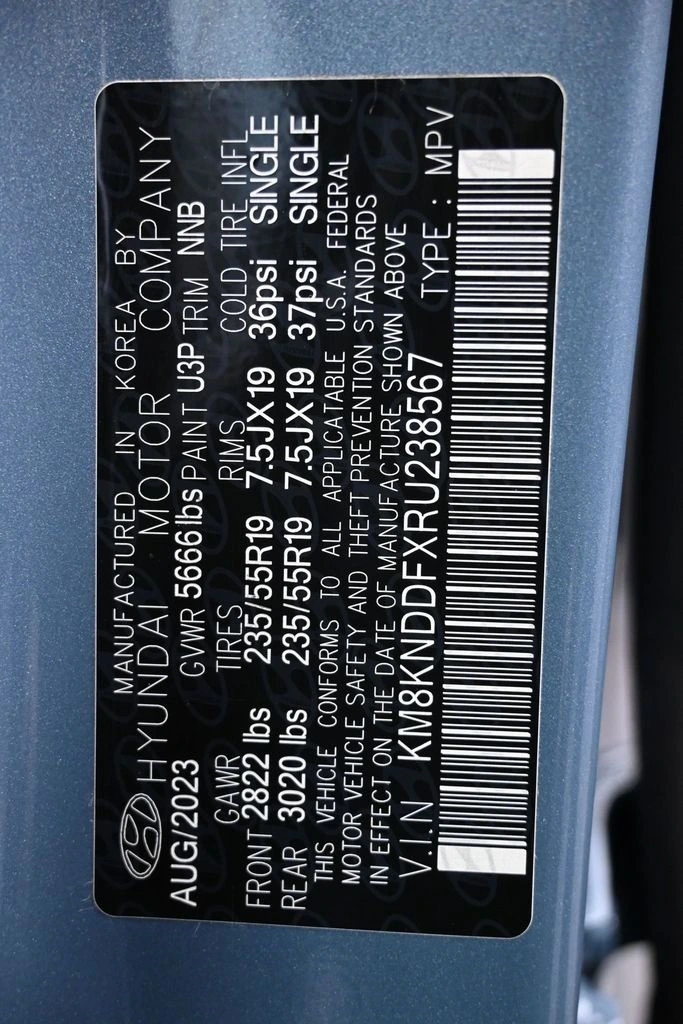 MANUFACTURED IN KOREA BY
HYUNDAI MOTOR COMPANY
AUG/2023 GVWR 5666 lbs PAINT U3P TRIM NNB
GAWR TIRES RIMS COLD TIRE INFL
FRONT 2822 lbs 235/55R19 7.5JX19 36psi SINGLE
REAR 3020 lbs 235/55R19 7.5JX19 37psi SINGLE
THIS VEHICLE CONFORMS TO ALL APPLICATABLE U.S.A. FEDERAL
MOTOR VEHICLE SAFETY AND THEFT PREVENTION STANDARDS
IN EFFECT ON THE DATE OF MANUFACTURE SHOWN ABOVE
V.I.N KM8KNDDFXRU238567 TYPE : MPV